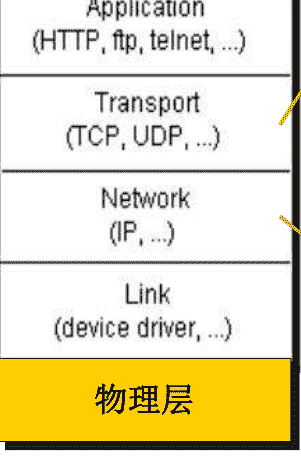 Application
(HTTP, ftp, telnet, ...)
Transport
(TCP, UDP, ...)
Network
(IP, ...)
Link
(device driver, ...)
物理层